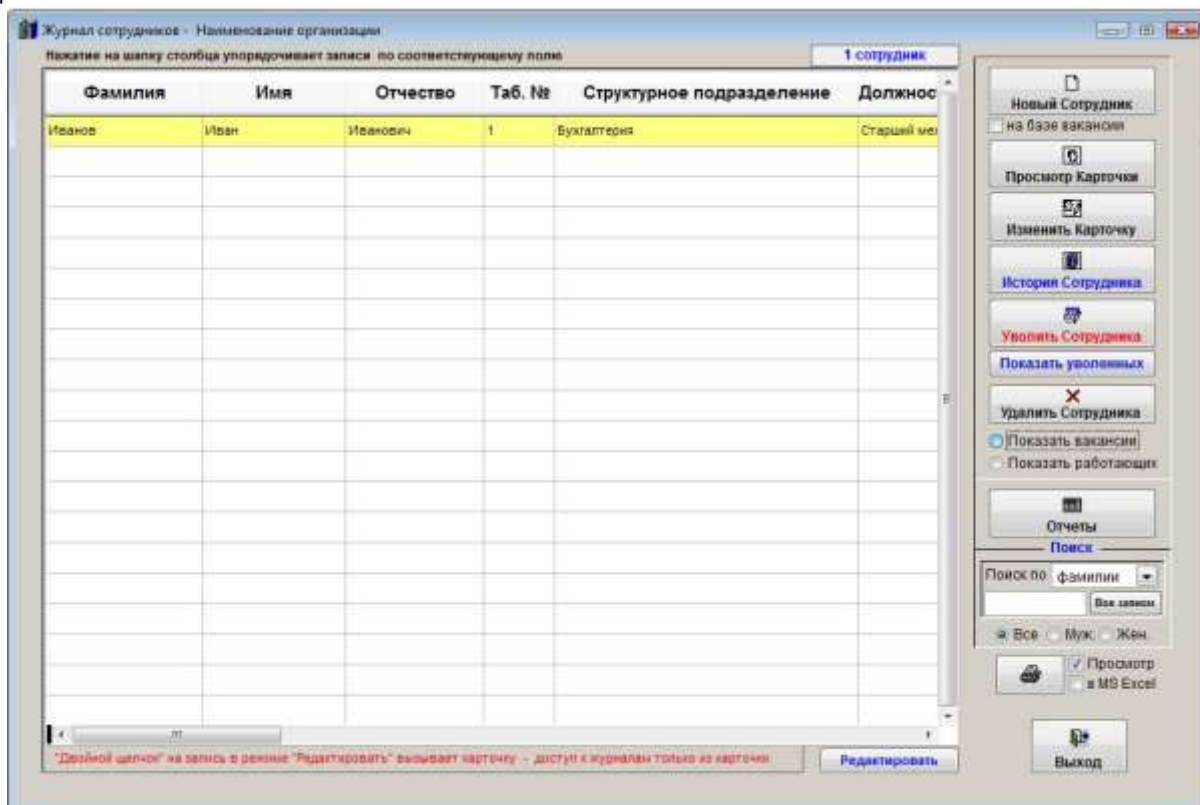 Журнал сотрудников - Наименование организации
Нажатие на шапку столбца упорядочивает записи по соответствующему полю
1 сотрудник
Фамилия Имя Отчество Таб. № Структурное подразделение Должнос
Иванов Иван Иванович 1 Бухгалтерия Старший мех
Новый Сотрудник
на базе вакансии
Просмотр Карточки
Изменить Карточку
История Сотрудника
Уволить Сотрудника
Показать уволенных
Удалить Сотрудника
Показать вакансии
Показать работающих
Отчеты
Поиск
Поиск по фамилии
Все записи
Все Муж. Жен.
Просмотр
в MS Excel
"Двойной щелчок" на запись в режиме "Редактировать" вызывает карточку - доступ к журналам только из карточки
Редактировать
Выход